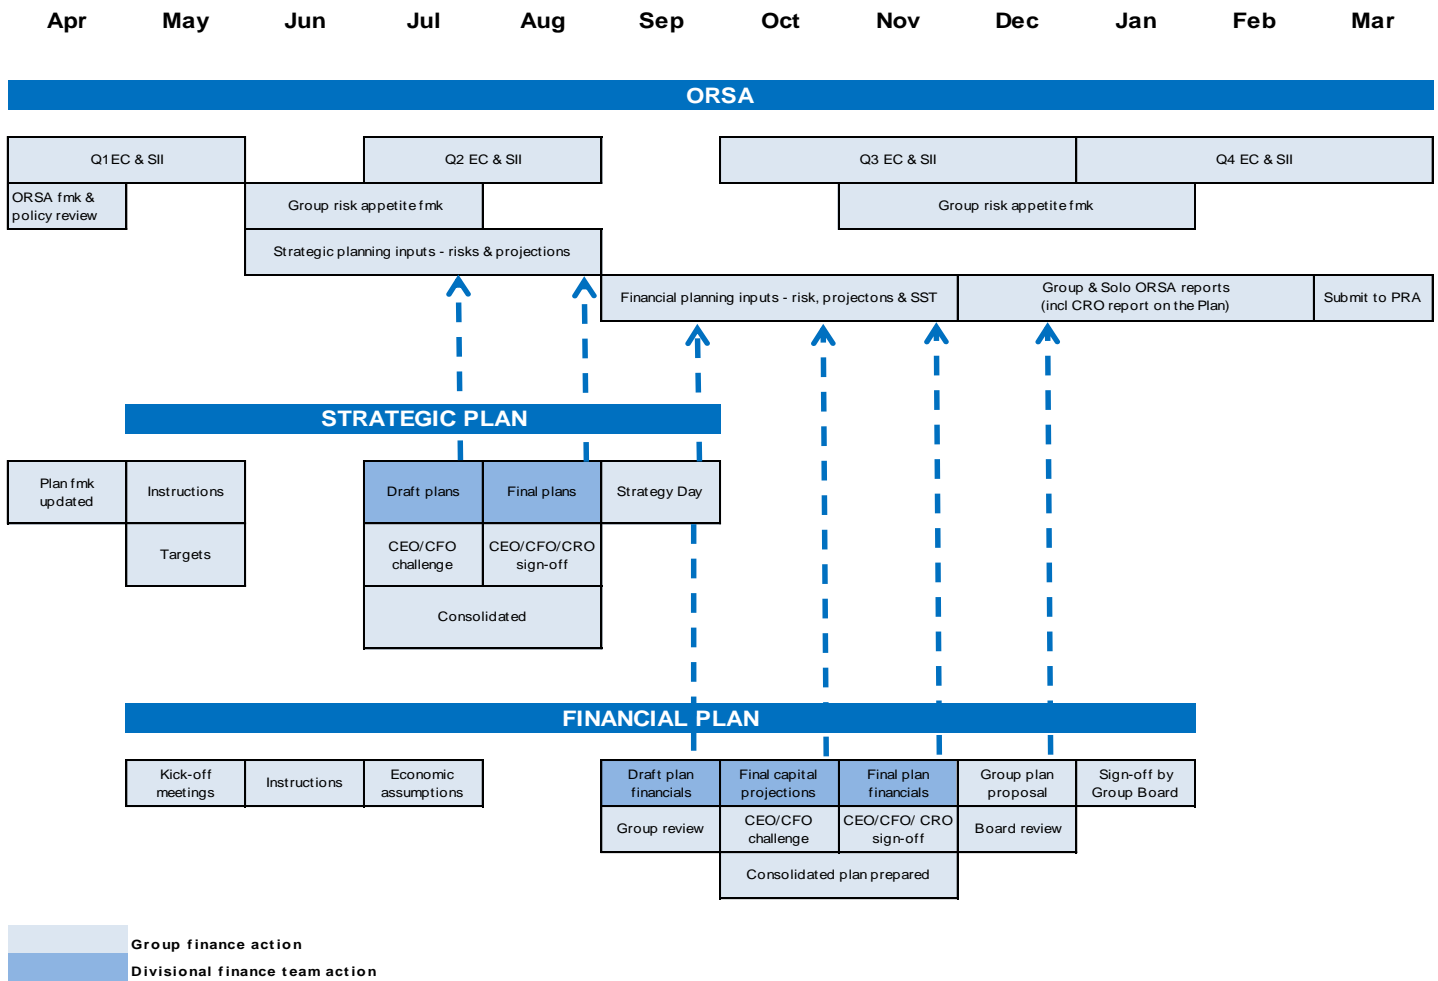 Apr May Jun Jul Aug Sep Oct Nov Dec Jan Feb Mar
ORSA
Q1EC & SII
Q2 EC & SII
Q3 EC & SII
Q4 EC & SII
ORSA fmk &
policy review
Group risk appetite fmk
Group risk appetite fmk
Strategic planning inputs - risks & projections
Financial planning inputs - risk, projectons & SST
Group & Solo ORSA reports
(incl CRO report on the Plan)
Submit to PRA
STRATEGIC PLAN
Plan fmk
updated
Instructions
Draft plans
Final plans
Strategy Day
Targets
CEO/CFO
challenge
CEO/CFO/CRO
sign-off
Consolidated
FINANCIAL PLAN
Kick-off
meetings
Instructions
Economic
assumptions
Draft plan
financials
Final capital
projections
Final plan
financials
Group plan
proposal
Sign-off by
Group Board
Group review
CEO/CFO
challenge
CEO/CFO/ CRO
sign-off
Board review
Consolidated plan prepared
Group finance action
Divisional finance team action